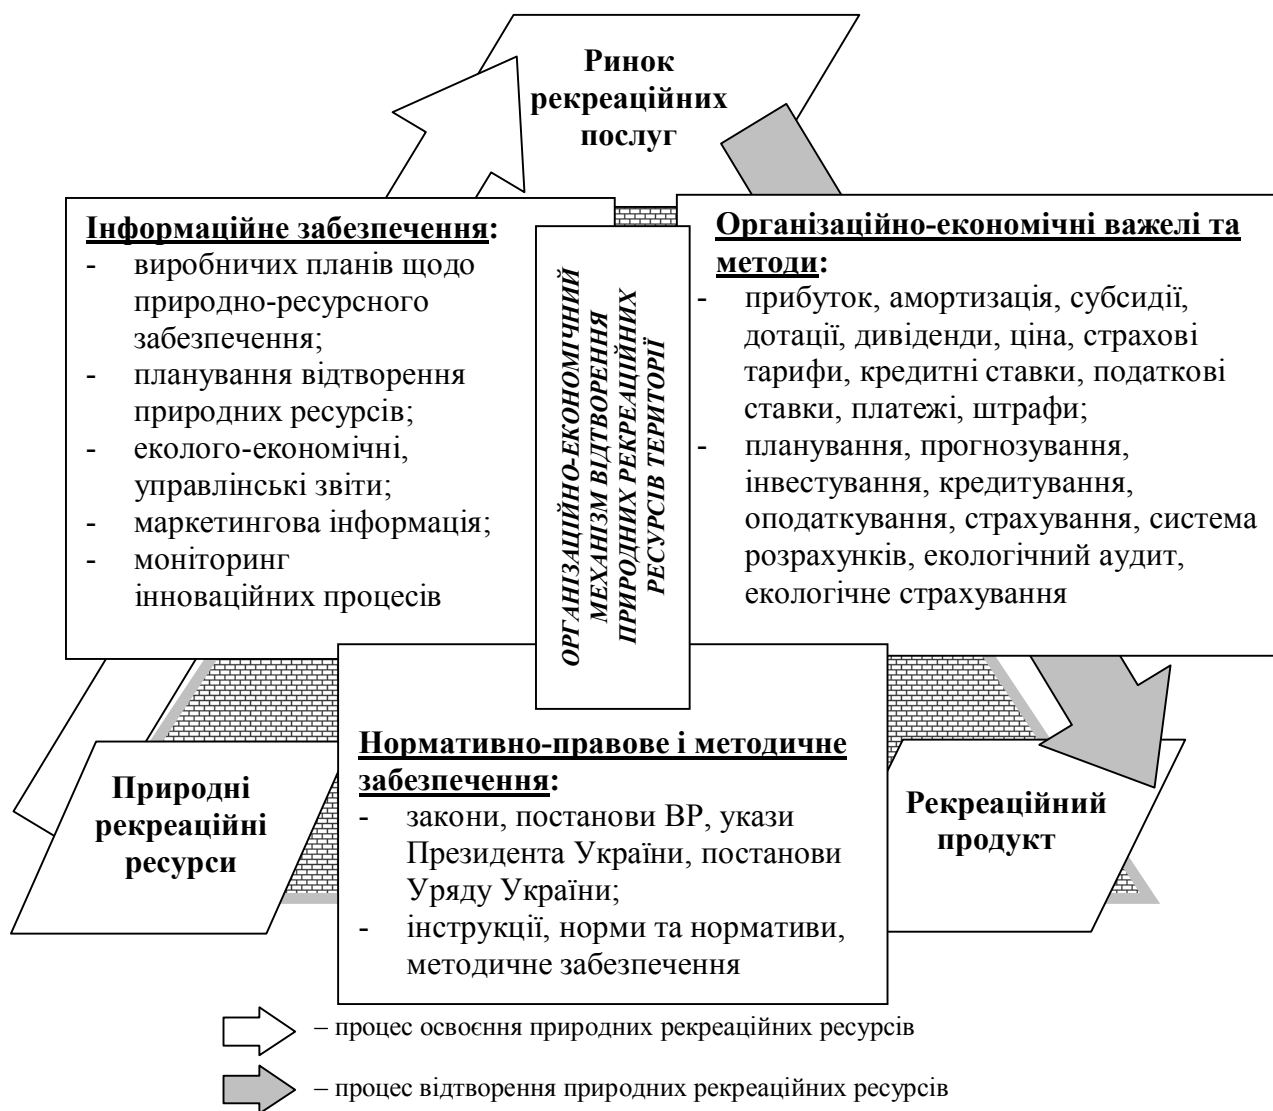 Ринок
рекреаційних
послуг
Інформаційне забезпечення:
- виробничих планів щодо
природно-ресурсного
забезпечення;
- планування відтворення
природних ресурсів;
- еколого-економічні,
управлінські звіти;
- маркетингова інформація;
- моніторинг
інноваційних процесів
ОРГАНІЗАЦІЙНО-ЕКОНОМІЧНИЙ
МЕХАНІЗМ ВІДТВОРЕННЯ
ПРИРОДНИХ РЕКРЕАЦІЙНИХ
РЕСУРСІВ ТЕРИТОРІЇ
Організаційно-економічні важелі та
методи:
- прибуток, амортизація, субсидії,
дотації, дивіденди, ціна, страхові
тарифи, кредитні ставки, податкові
ставки, платежі, штрафи;
- планування, прогнозування,
інвестування, кредитування,
оподаткування, страхування, система
розрахунків, екологічний аудит,
екологічне страхування
Природні
рекреаційні
ресурси
Нормативно-правове і методичне
забезпечення:
- закони, постанови ВР, укази
Президента України, постанови
Уряду України;
- інструкції, норми та нормативи,
методичне забезпечення
Рекреаційний
продукт
– процес освоєння природних рекреаційних ресурсів
– процес відтворення природних рекреаційних ресурсів